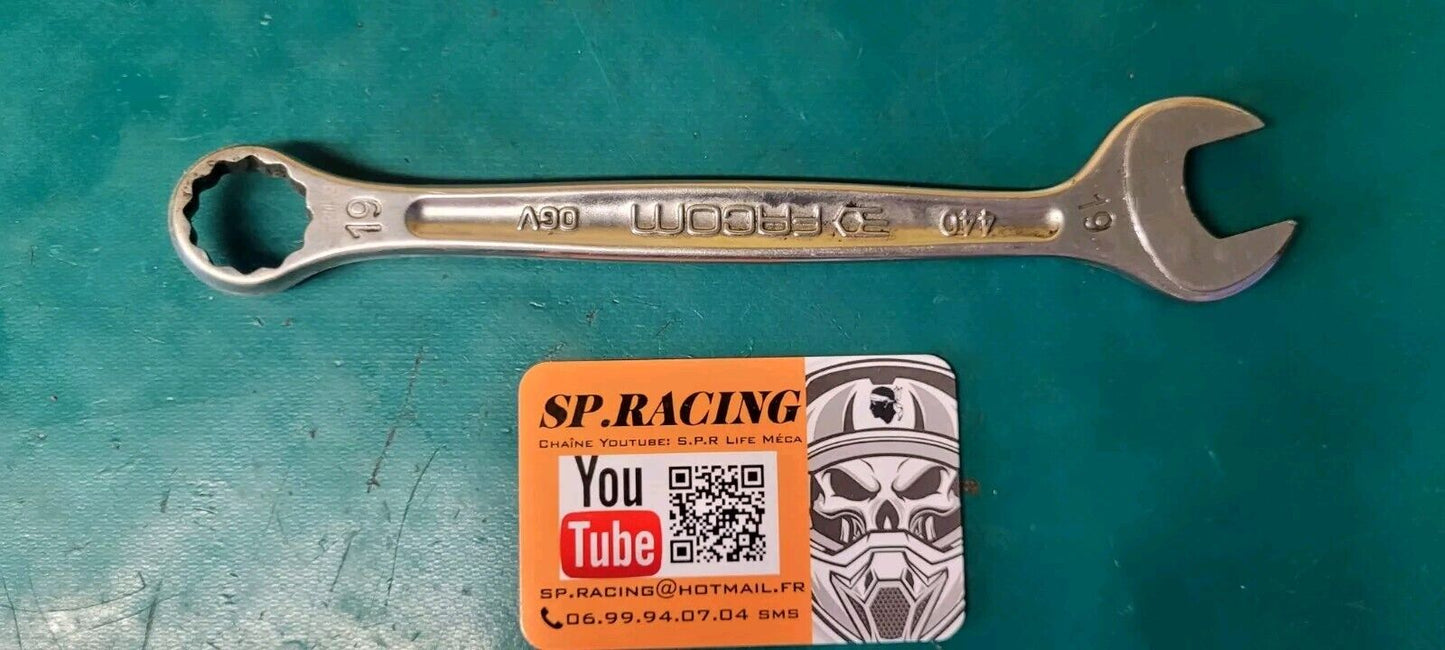 19
OGV FACOM 440
19
SP.RACING
Chaîne Youtube: S.P.R Life Méca
You
Tube
SP.RACING@HOTMAIL.FR
06.99.94.07.04 SMS